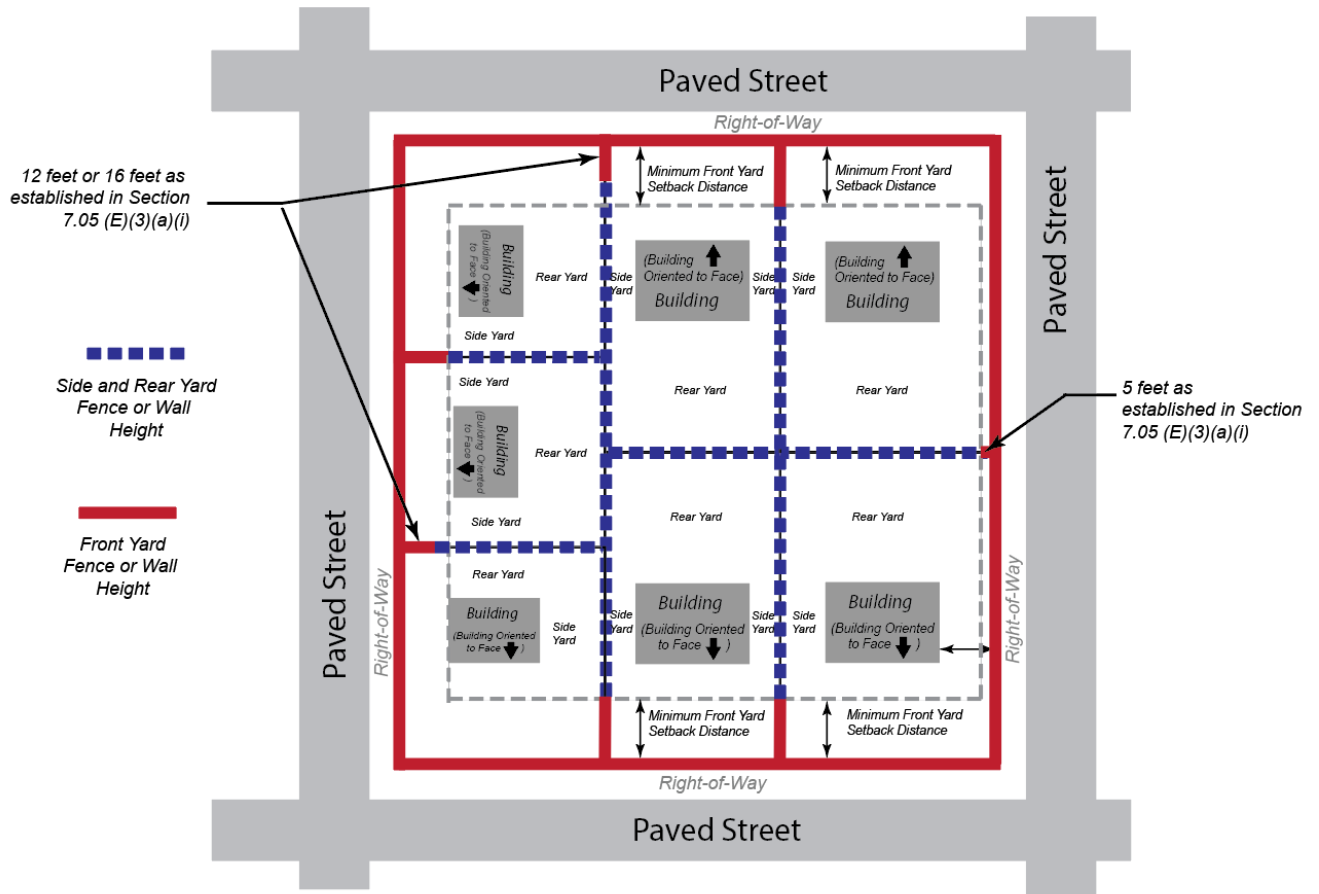 Paved Street
Right-of-Way
12 feet or 16 feet as
established in Section
7.05 (E)(3)(a)(i)
Minimum Front Yard
Setback Distance
Minimum Front Yard
Setback Distance
Paved Street
Building
(Building Oriented
to Face )
Rear Yard
Side
Yard
(Building
Oriented to Face)
Building
Side
Yard
Side
Yard
(Building
Oriented to Face)
Building
Side Yard
Side and Rear Yard
Fence or Wall
Height
Side Yard
Rear Yard
Rear Yard
5 feet as
established in Section
7.05 (E)(3)(a)(i)
Building
(Building Oriented
to Face )
Rear Yard
Side Yard
Rear Yard
Rear Yard
Front Yard
Fence or Wall
Height
Paved Street
Right-of-Way
Rear Yard
Building
(Building Oriented
to Face )
Side
Yard
Side
Yard
Building
(Building Oriented
to Face )
Side
Yard
Side
Yard
Building
(Building Oriented
to Face )
Right-of-Way
Minimum Front Yard
Setback Distance
Minimum Front Yard
Setback Distance
Right-of-Way
Paved Street